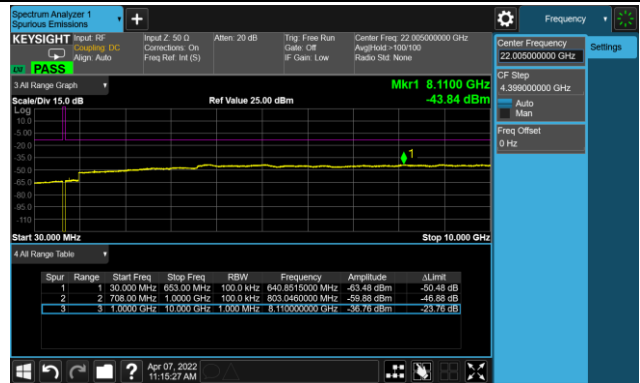 Spectrum Analyzer 1
Spurious Emissions
Frequency
KEYSIGHT Input: RF Input Z: 50 Ω Atten: 20 dB Trig: Free Run Center Freq: 22.005000000 GHz
Coupling: DC Corrections: On Gate: Off Avg|Hold:>100/100
Align: Auto Freq Ref: Int (S) IF Gain: Low Radio Std: None
PASS
Center Frequency
22.005000000 GHz
Settings
CF Step
4.399000000 GHz
Auto
Man
Freq Offset
0 Hz
3 All Range Graph
Mkr1 8.1100 GHz
Scale/Div 15.0 dB Ref Value 25.00 dBm -43.84 dBm
Log
10.0
-5.00
-20.0
-35.0
-50.0
-65.0
-80.0
-95.0
-110
1
Start 30.000 MHz Stop 10.000 GHz
4 All Range Table
Spur Range Start Freq Stop Freq RBW Frequency Amplitude ΔLimit
1 1 30.000 MHz 653.00 MHz 100.0 kHz 640.8515000 MHz -63.48 dBm -50.48 dB
2 2 708.00 MHz 1.0000 GHz 100.0 kHz 803.0460000 MHz -59.88 dBm -46.88 dB
3 3 1.0000 GHz 10.000 GHz 1.000 MHz 8.110000000 GHz -36.76 dBm -23.76 dB
Apr 07, 2022
11:15:27 AM